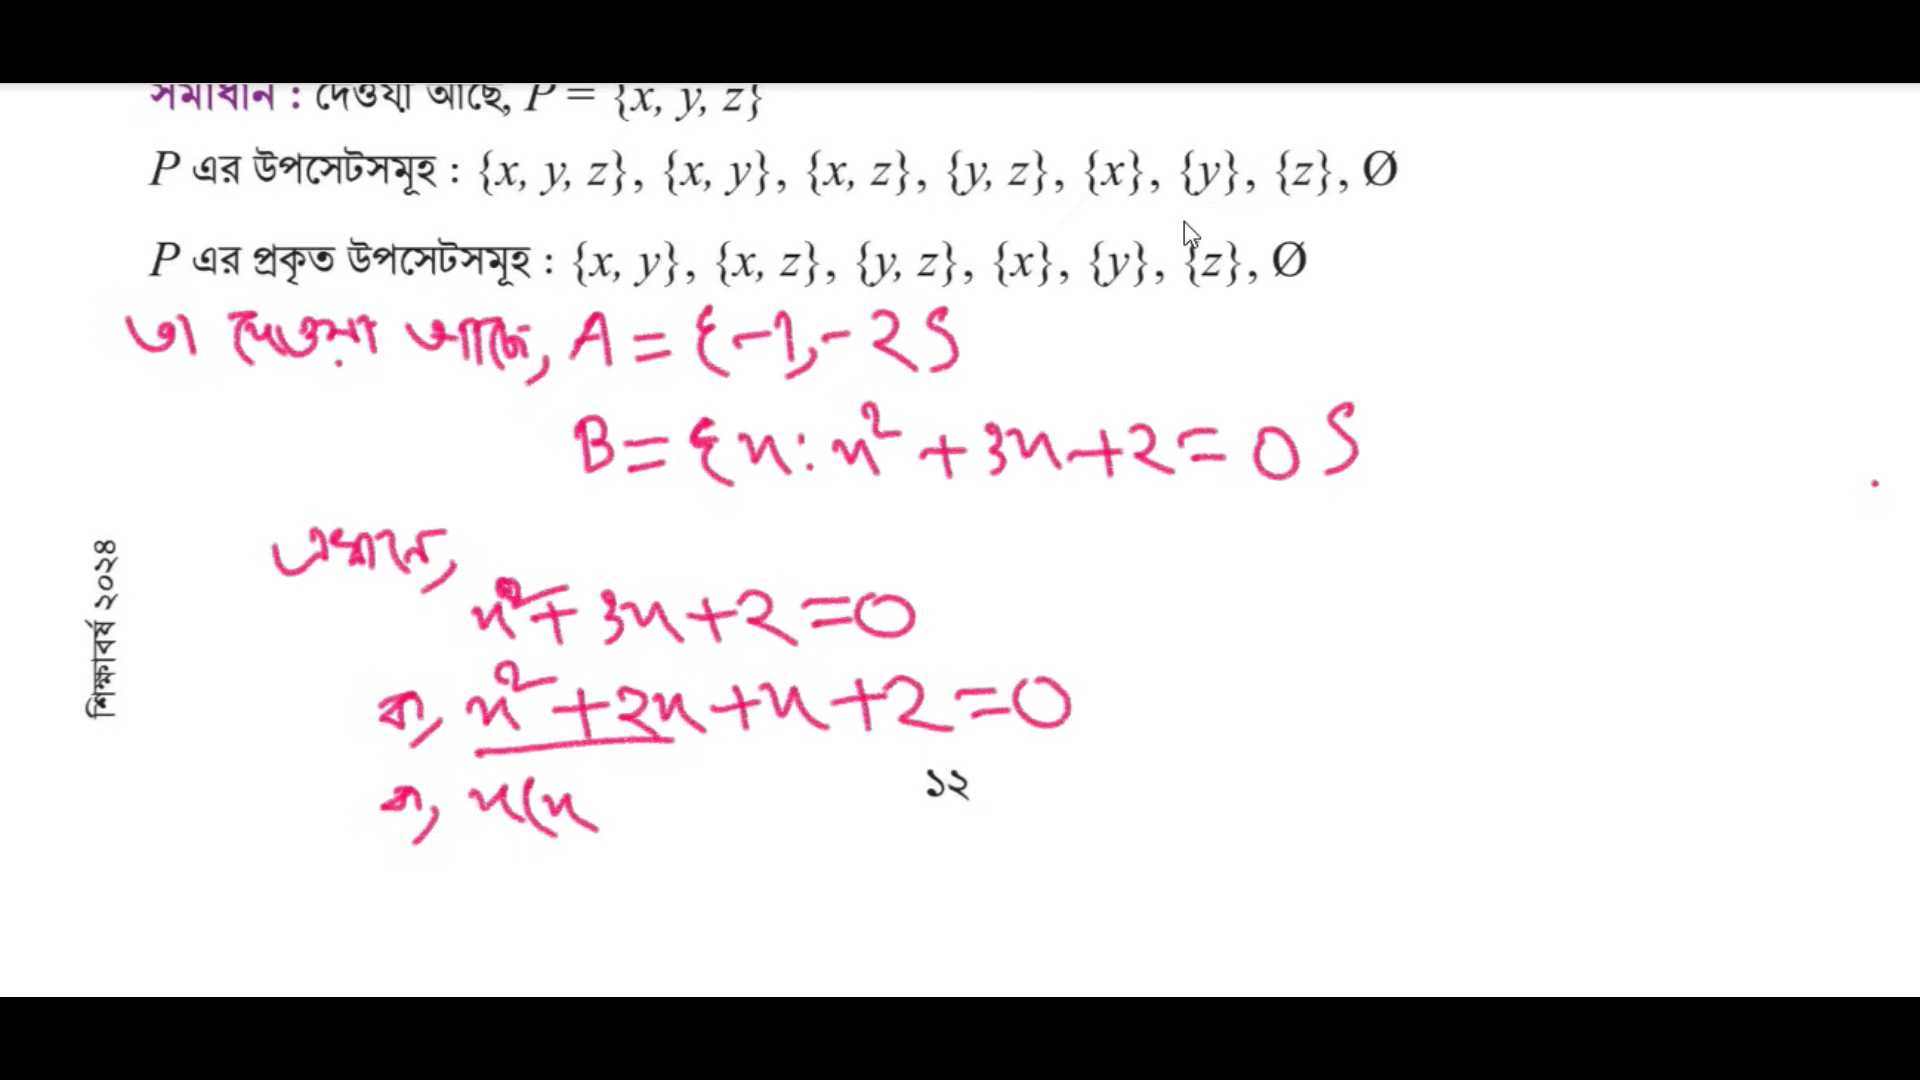 সমাধান : দেওয়া আছে, P = {x, y, z}
P এর উপসেটসমূহ : {x, y, z}, {x, y}, {x, z}, {y, z}, {x}, {y}, {z}, Ø
P এর প্রকৃত উপসেটসমূহ : {x, y}, {x, z}, {y, z}, {x}, {y}, {z}, Ø
তা দেওয়া আছে, A = {-1, -2}
B = {x : x² + 3x + 2 = 0}
এখানে,
x² + 3x + 2 = 0
বা, x² + 2x + x + 2 = 0
বা, x(x
১২
শিক্ষাবর্ষ ২০২৪